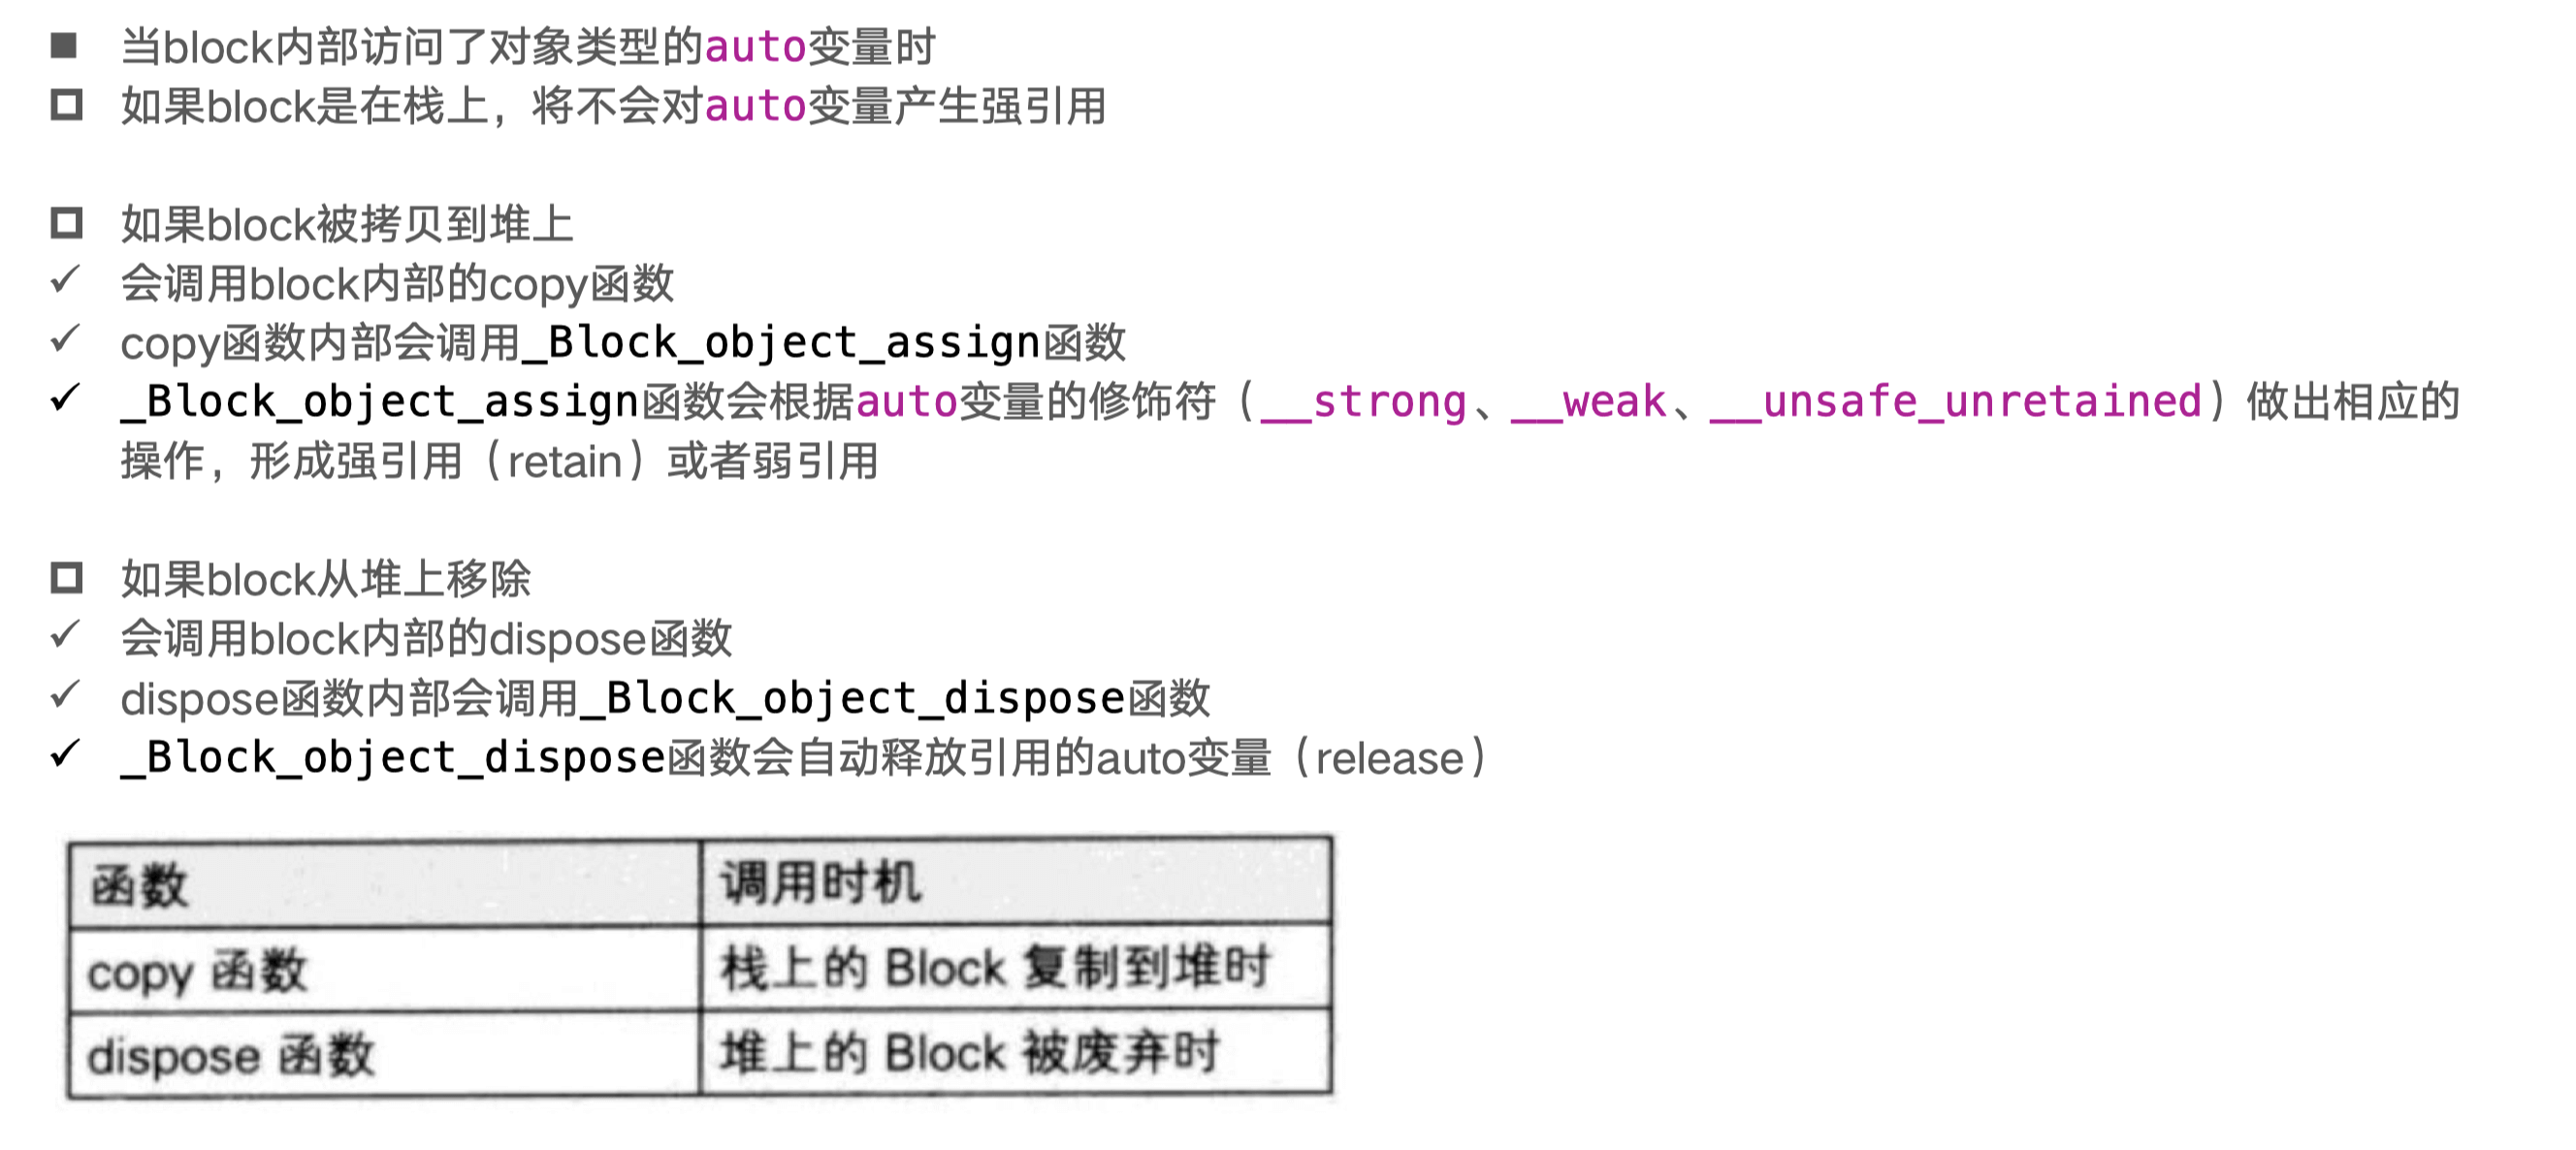 当block内部访问了对象类型的auto变量时
如果block是在栈上，将不会对auto变量产生强引用
如果block被拷贝到堆上
会调用block内部的copy函数
copy函数内部会调用_Block_object_assign函数
_Block_object_assign函数会根据auto变量的修饰符（__strong、__weak、__unsafe_unretained）做出相应的
操作，形成强引用（retain）或者弱引用
如果block从堆上移除
会调用block内部的dispose函数
dispose函数内部会调用_Block_object_dispose函数
_Block_object_dispose函数会自动释放引用的auto变量（release）
函数 调用时机
copy 函数 栈上的 Block 复制到堆时
dispose 函数 堆上的 Block 被废弃时